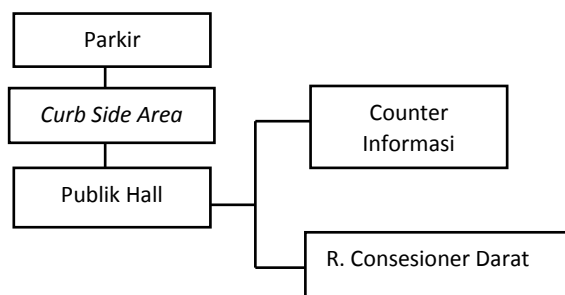 Parkir
Curb Side Area
Counter
Informasi
Publik Hall
R. Consesioner Darat